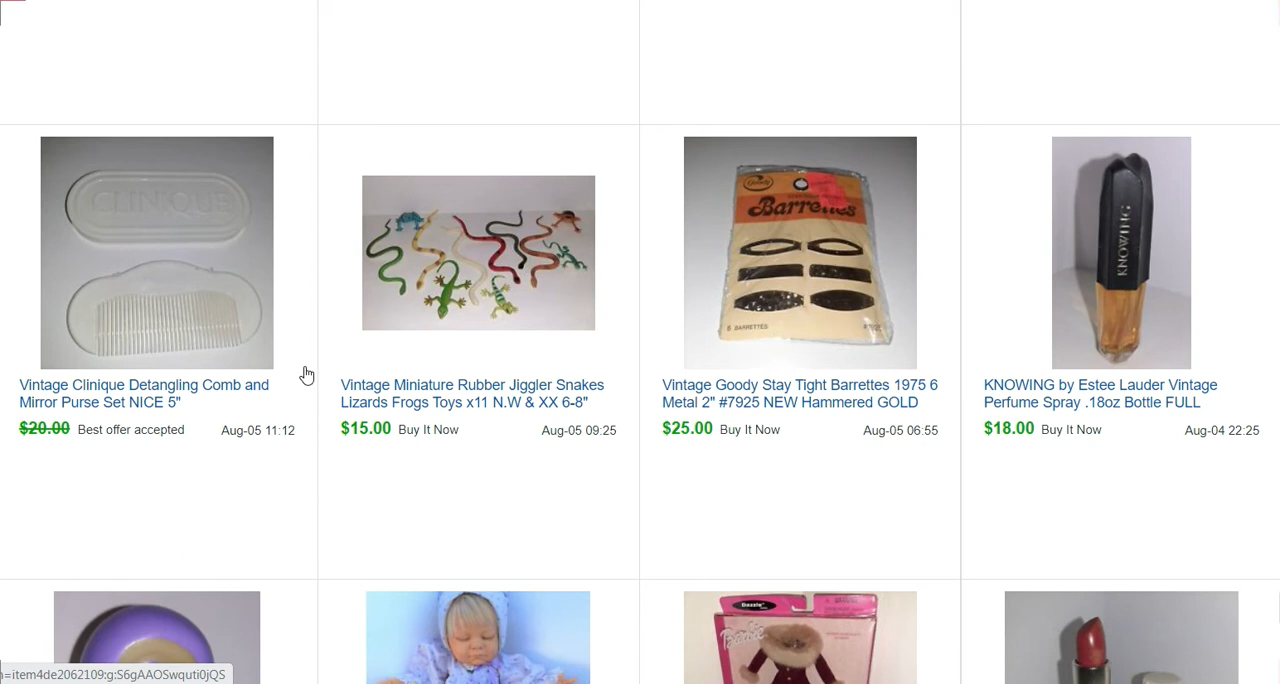 CLINIQUE
Vintage Clinique Detangling Comb and
Mirror Purse Set NICE 5"
$20.00 Best offer accepted Aug-05 11:12
Vintage Miniature Rubber Jiggler Snakes
Lizards Frogs Toys x11 N.W & XX 6-8"
$15.00 Buy It Now Aug-05 09:25
Goody
Barrettes
6 BARRETTES
Vintage Goody Stay Tight Barrettes 1975 6
Metal 2" #7925 NEW Hammered GOLD
$25.00 Buy It Now Aug-05 06:55
KNOWING
KNOWING by Estee Lauder Vintage
Perfume Spray .18oz Bottle FULL
$18.00 Buy It Now Aug-04 22:25
Dazzle
Barbie
n=item4de2062109:g:S6gAAOSwquti0jQS